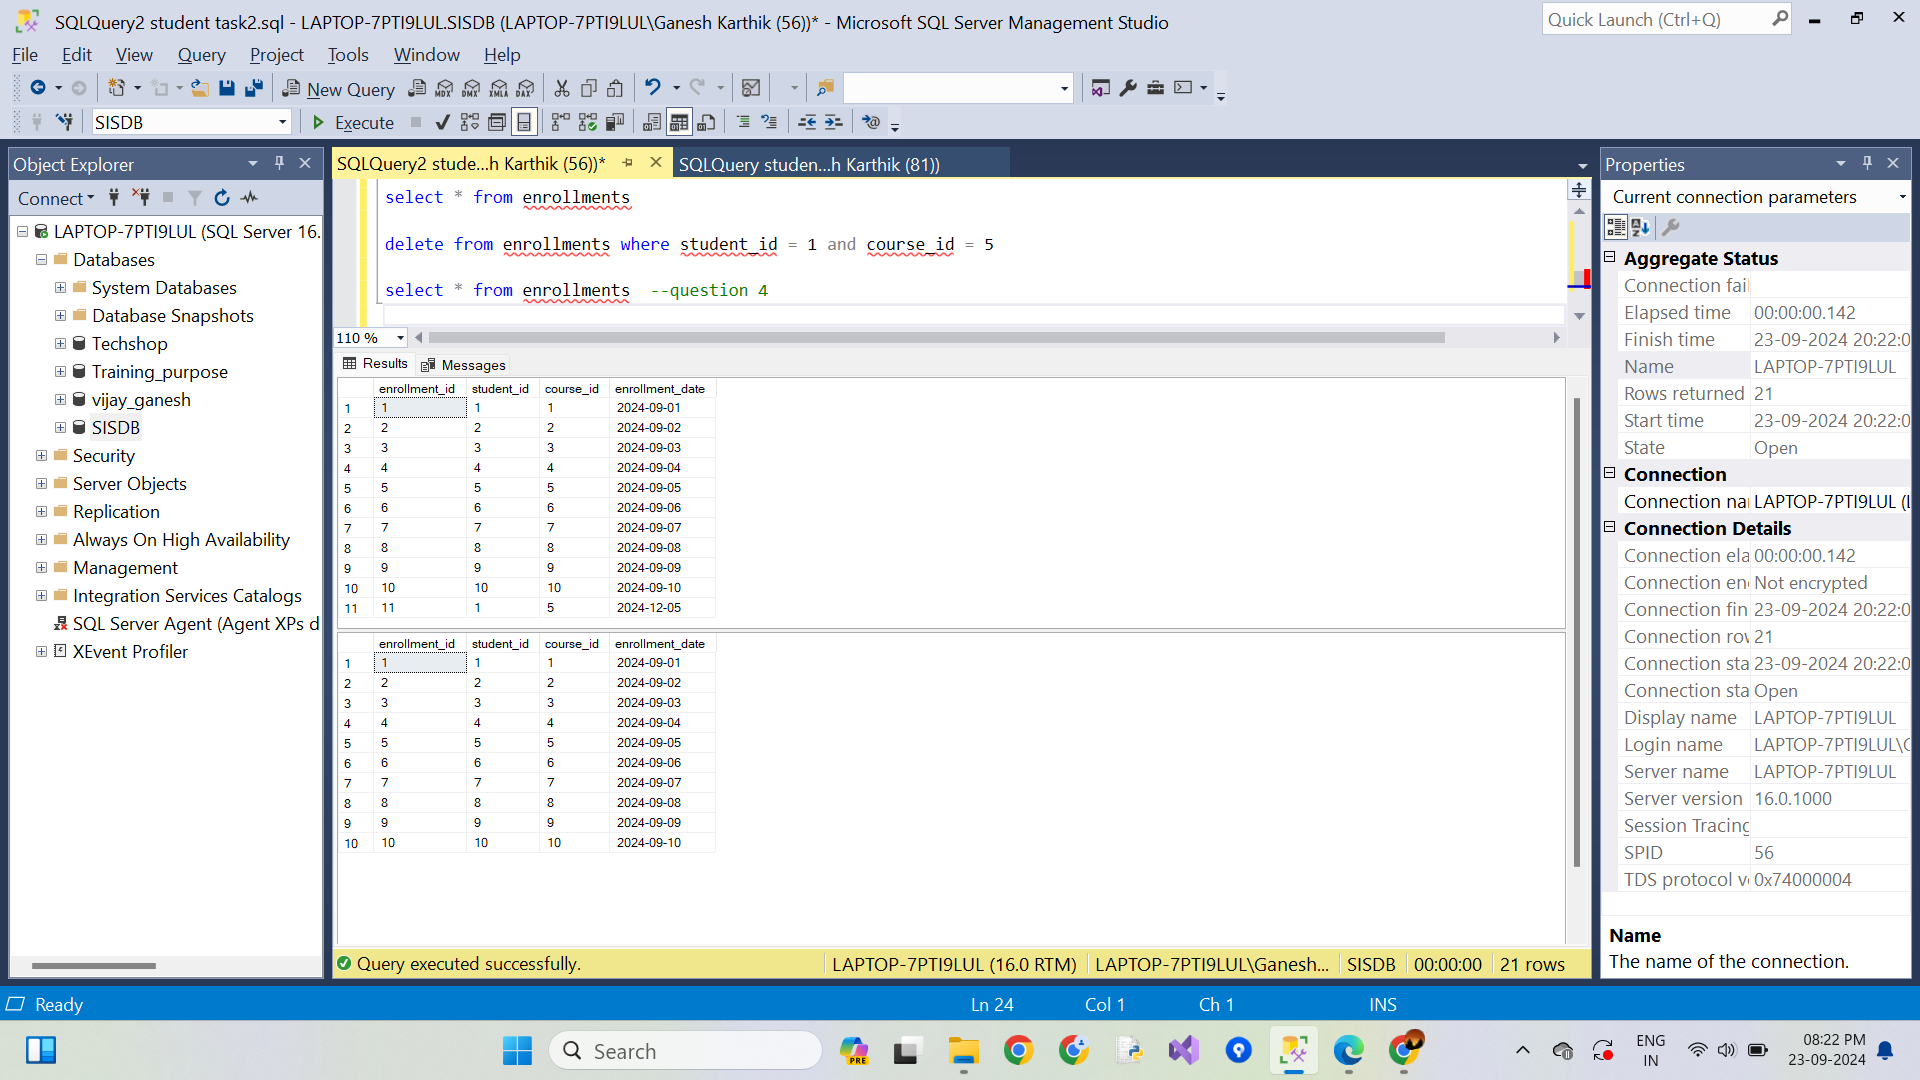 SQLQuery2 student task2.sql - LAPTOP-7PTI9LUL.SISDB (LAPTOP-7PTI9LUL\Ganesh Karthik (56))* - Microsoft SQL Server Management Studio
Quick Launch (Ctrl+Q)
File Edit View Query Project Tools Window Help
New Query MDX DMX XMLA DAX
SISDB Execute
Object Explorer
Connect
LAPTOP-7PTI9LUL (SQL Server 16.
Databases
System Databases
Database Snapshots
Techshop
Training_purpose
vijay_ganesh
SISDB
Security
Server Objects
Replication
Always On High Availability
Management
Integration Services Catalogs
SQL Server Agent (Agent XPs d
XEvent Profiler
SQLQuery2 stude...h Karthik (56))* SQLQuery studen...h Karthik (81))
select * from enrollments
delete from enrollments where student_id = 1 and course_id = 5
select * from enrollments --question 4
110 %
Results Messages
enrollment_id student_id course_id enrollment_date
1 1 1 1 2024-09-01
2 2 2 2 2024-09-02
3 3 3 3 2024-09-03
4 4 4 4 2024-09-04
5 5 5 5 2024-09-05
6 6 6 6 2024-09-06
7 7 7 7 2024-09-07
8 8 8 8 2024-09-08
9 9 9 9 2024-09-09
10 10 10 10 2024-09-10
11 11 1 5 2024-12-05
enrollment_id student_id course_id enrollment_date
1 1 1 1 2024-09-01
2 2 2 2 2024-09-02
3 3 3 3 2024-09-03
4 4 4 4 2024-09-04
5 5 5 5 2024-09-05
6 6 6 6 2024-09-06
7 7 7 7 2024-09-07
8 8 8 8 2024-09-08
9 9 9 9 2024-09-09
10 10 10 10 2024-09-10
Query executed successfully. LAPTOP-7PTI9LUL (16.0 RTM) LAPTOP-7PTI9LUL\Ganesh... SISDB 00:00:00 21 rows
Properties
Current connection parameters
Aggregate Status
Connection fail
Elapsed time 00:00:00.142
Finish time 23-09-2024 20:22:0
Name LAPTOP-7PTI9LUL
Rows returned 21
Start time 23-09-2024 20:22:0
State Open
Connection
Connection na LAPTOP-7PTI9LUL (L
Connection Details
Connection ela 00:00:00.142
Connection en Not encrypted
Connection fin 23-09-2024 20:22:0
Connection rov 21
Connection sta 23-09-2024 20:22:0
Connection sta Open
Display name LAPTOP-7PTI9LUL
Login name LAPTOP-7PTI9LUL\G
Server name LAPTOP-7PTI9LUL
Server version 16.0.1000
Session Tracing
SPID 56
TDS protocol v 0x74000004
Name
The name of the connection.
Ready Ln 24 Col 1 Ch 1 INS
Search
PRE
ENG
IN
08:22 PM
23-09-2024